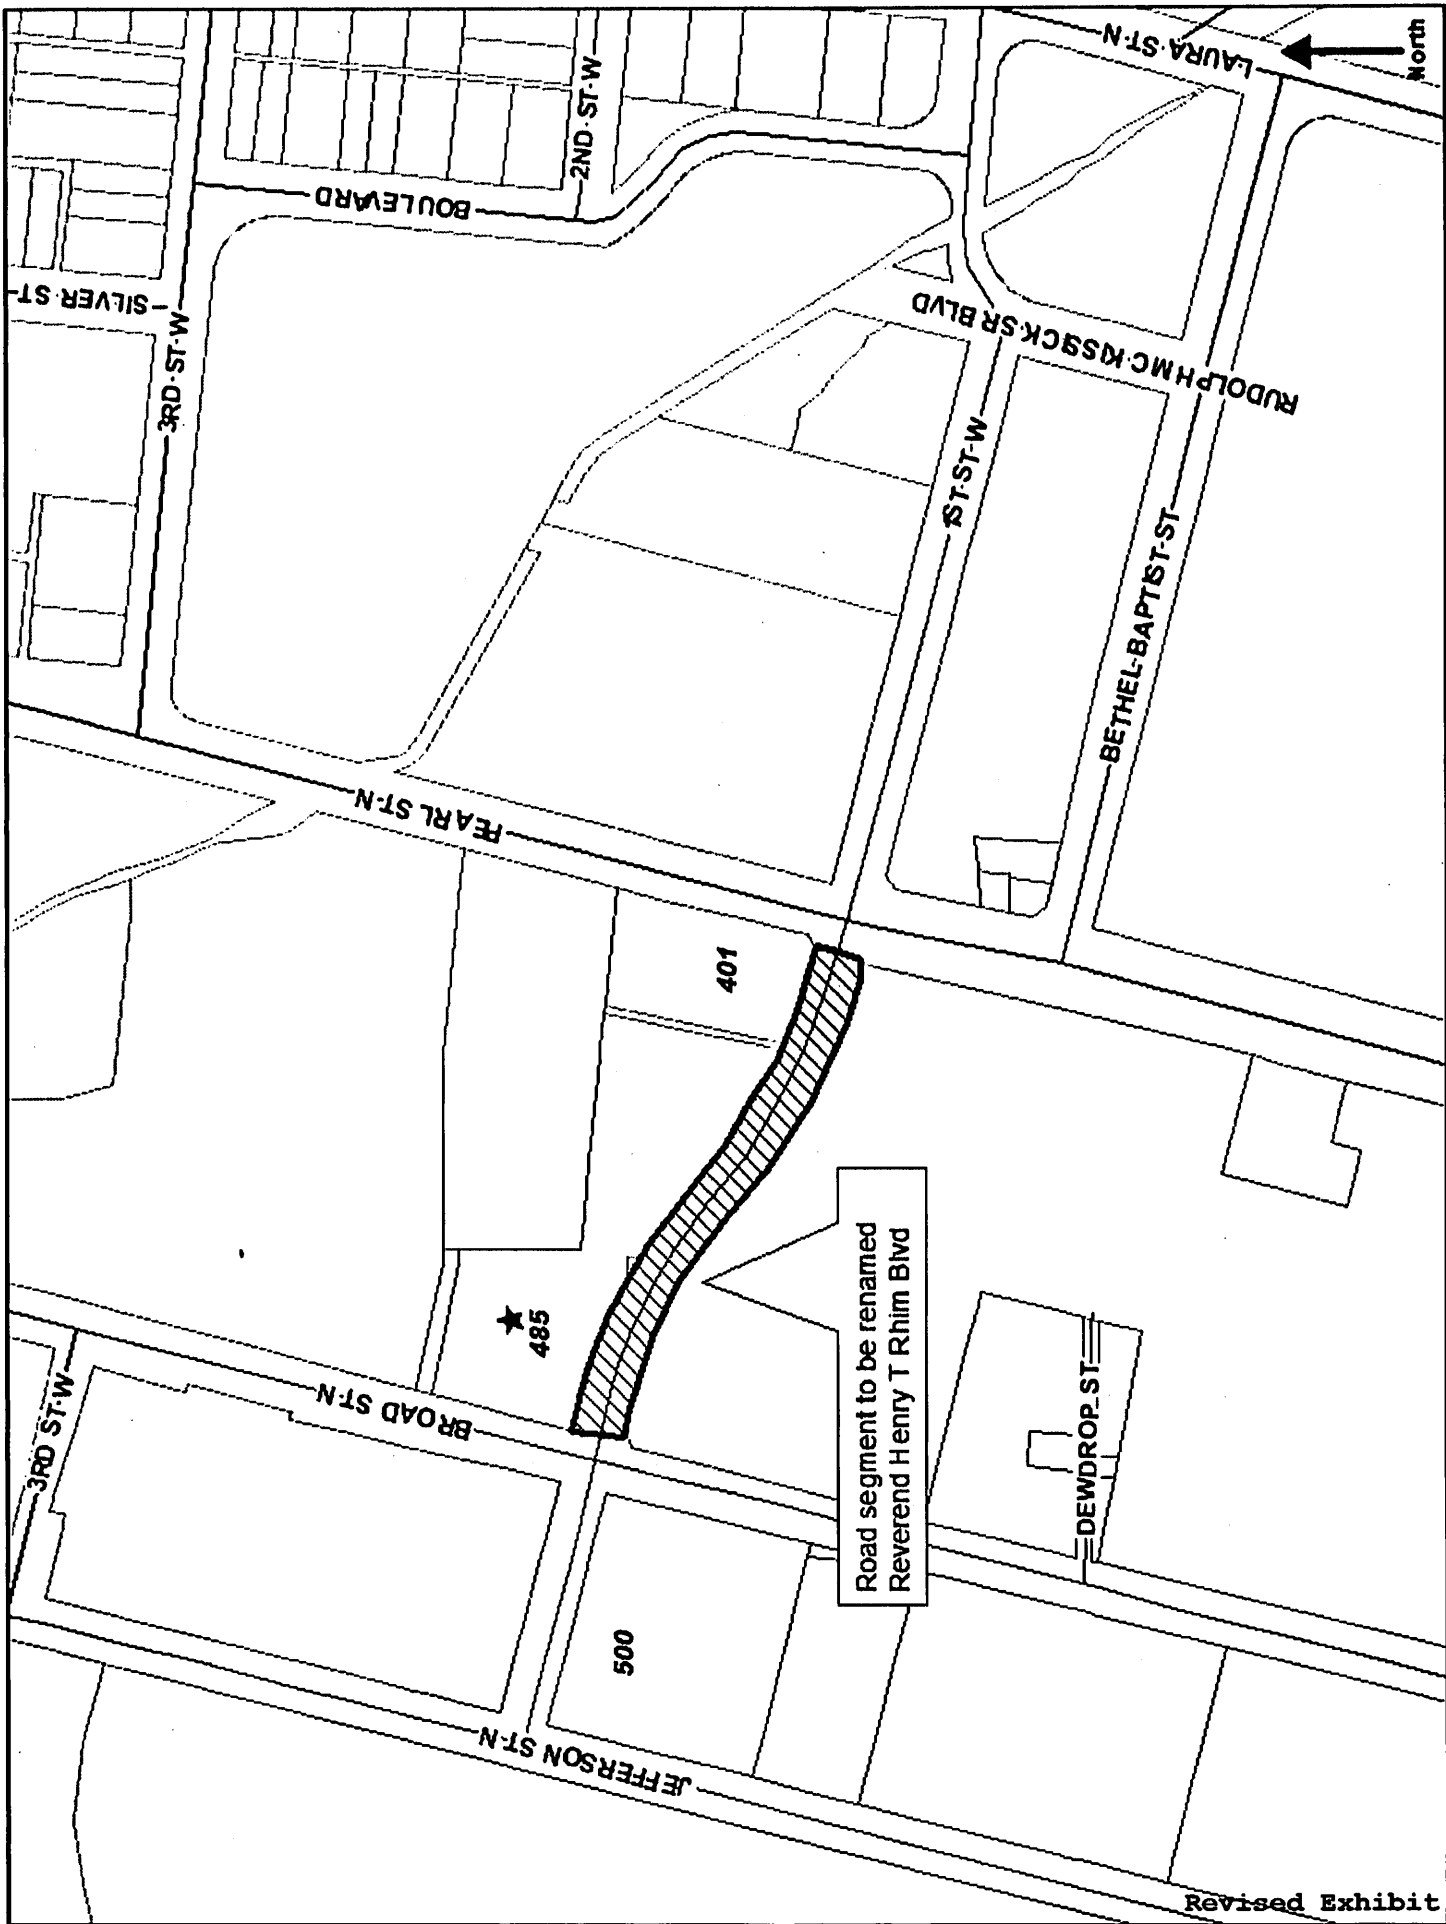 3RD ST-W
JEFFERSON ST-N
BROAD ST-N
485
500
401
Road segment to be renamed
Reverend Henry T Rhim Blvd
DEWDROP ST
PEARL ST-N
3RD-ST-W
SILVER-ST
BOULEVARD
2ND-ST-W
1ST-ST-W
BETHEL-BAPTIST-ST
RUDOLPH MC-KISSICK-SR BLVD
LAURA-ST-N
North
Revised Exhibit